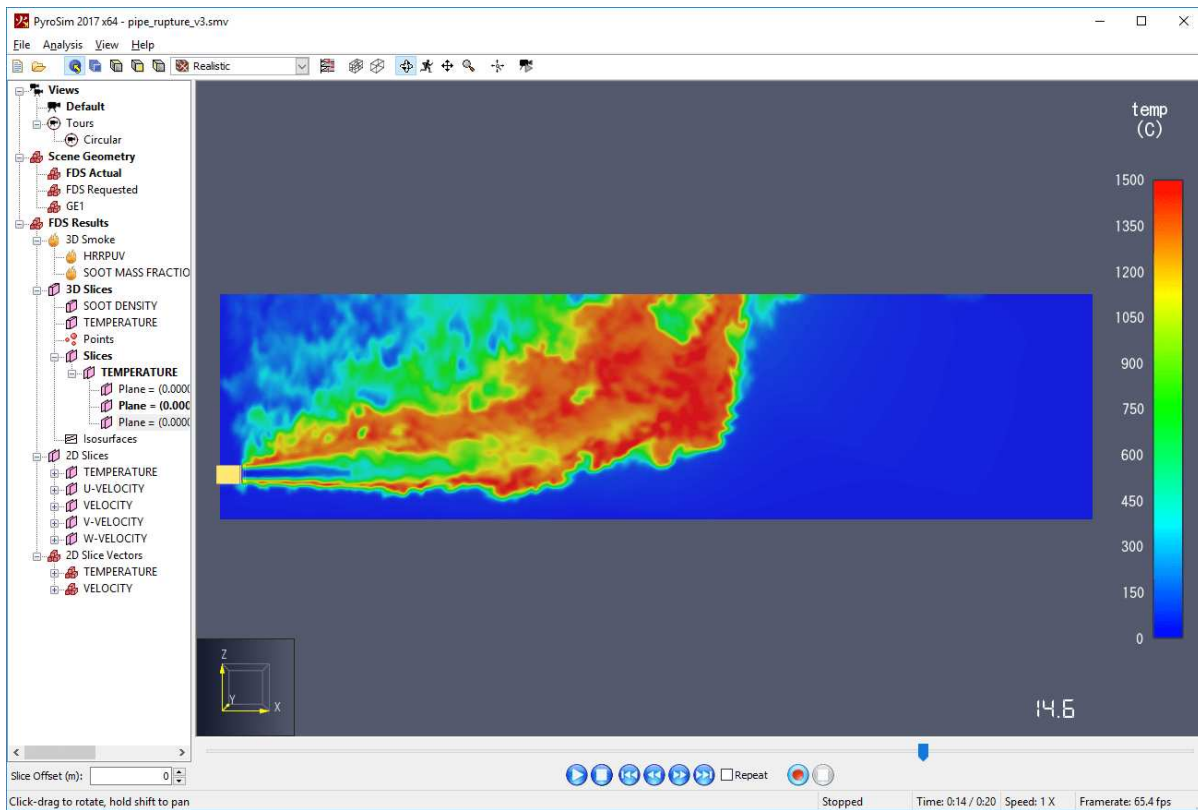 PyroSim 2017 x64 - pipe_rupture_v3.smv
File Analysis View Help
Realistic
Views
Default
Tours
Circular
Scene Geometry
FDS Actual
FDS Requested
GE1
FDS Results
3D Smoke
HRRPUV
SOOT MASS FRACTIO
3D Slices
SOOT DENSITY
TEMPERATURE
Points
Slices
TEMPERATURE
Plane = (0.0000
Plane = (0.000
Plane = (0.0000
Isosurfaces
2D Slices
TEMPERATURE
U-VELOCITY
VELOCITY
V-VELOCITY
W-VELOCITY
2D Slice Vectors
TEMPERATURE
VELOCITY
temp
(C)
1500
1350
1200
1050
900
750
600
450
300
150
0
Z
Y
X
14.6
Slice Offset (m): 0
Repeat
Click-drag to rotate, hold shift to pan
Stopped
Time: 0:14 / 0:20
Speed: 1 X
Framerate: 65.4 fps